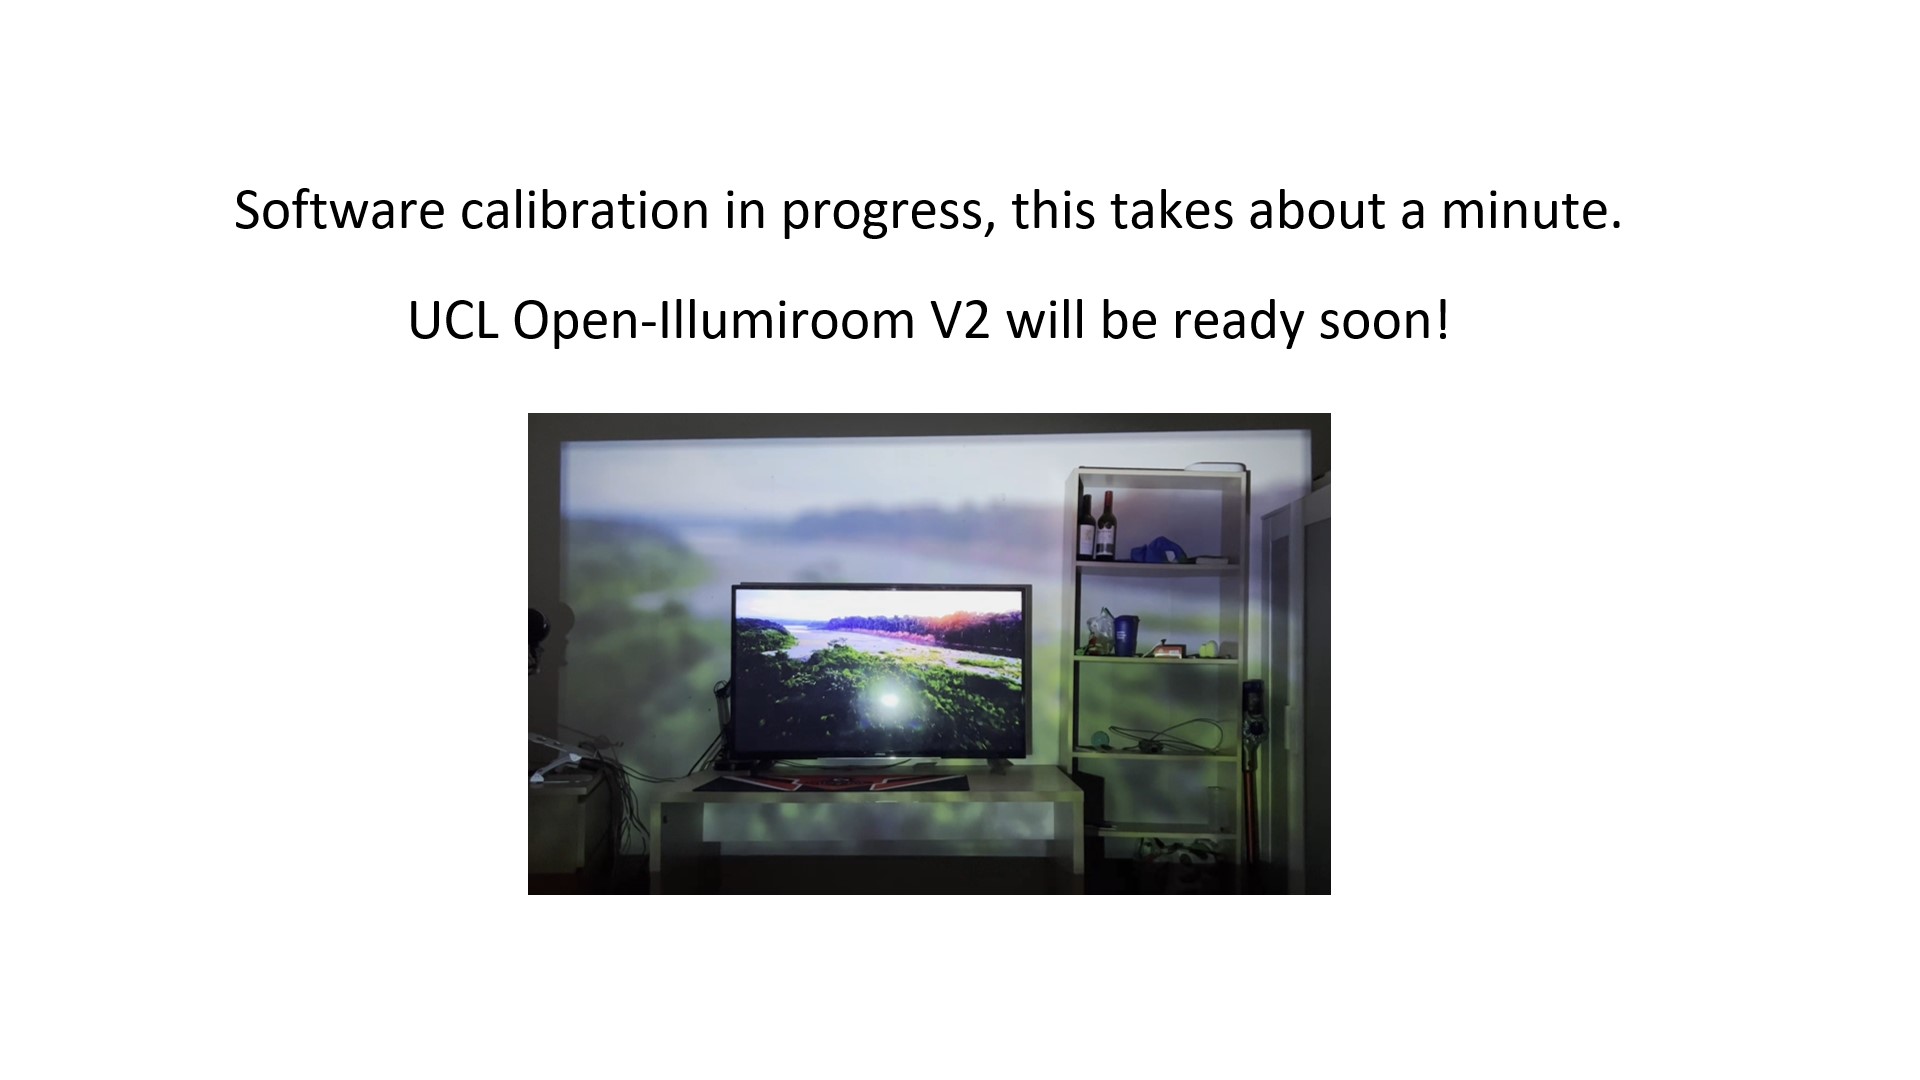 Software calibration in progress, this takes about a minute.
UCL Open-Illumiroom V2 will be ready soon!